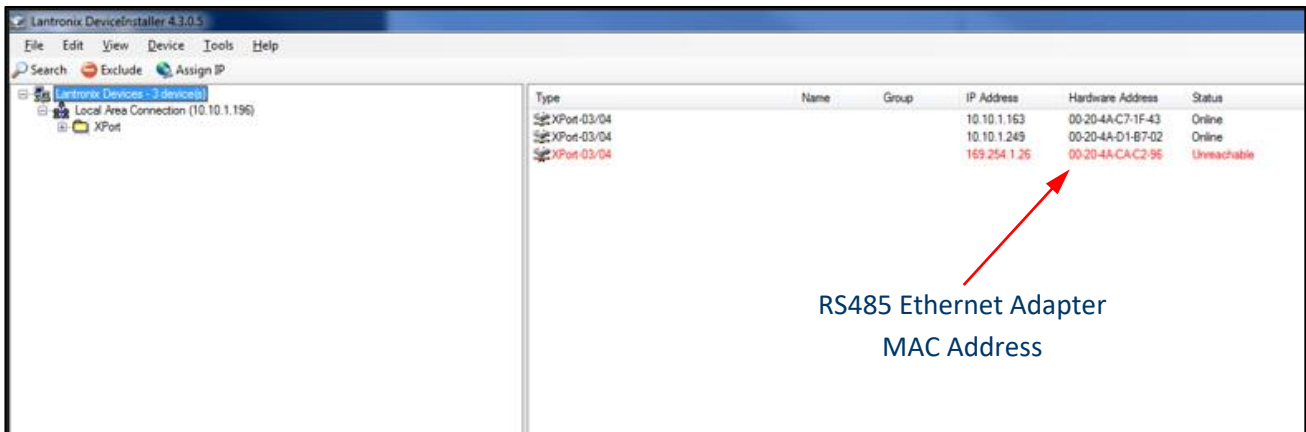 Lantronix DeviceInstaller 4.3.0.5
File Edit View Device Tools Help
Search Exclude Assign IP
Lantronix Devices - 3 device(s)
Local Area Connection (10.10.1.196)
XPort
Type Name Group IP Address Hardware Address Status
XPort-03/04 10.10.1.163 00-20-4A-C7-1F-43 Online
XPort-03/04 10.10.1.249 00-20-4A-D1-B7-02 Online
XPort-03/04 169.254.1.26 00-20-4A-CA-C2-96 Unreachable
RS485 Ethernet Adapter
MAC Address